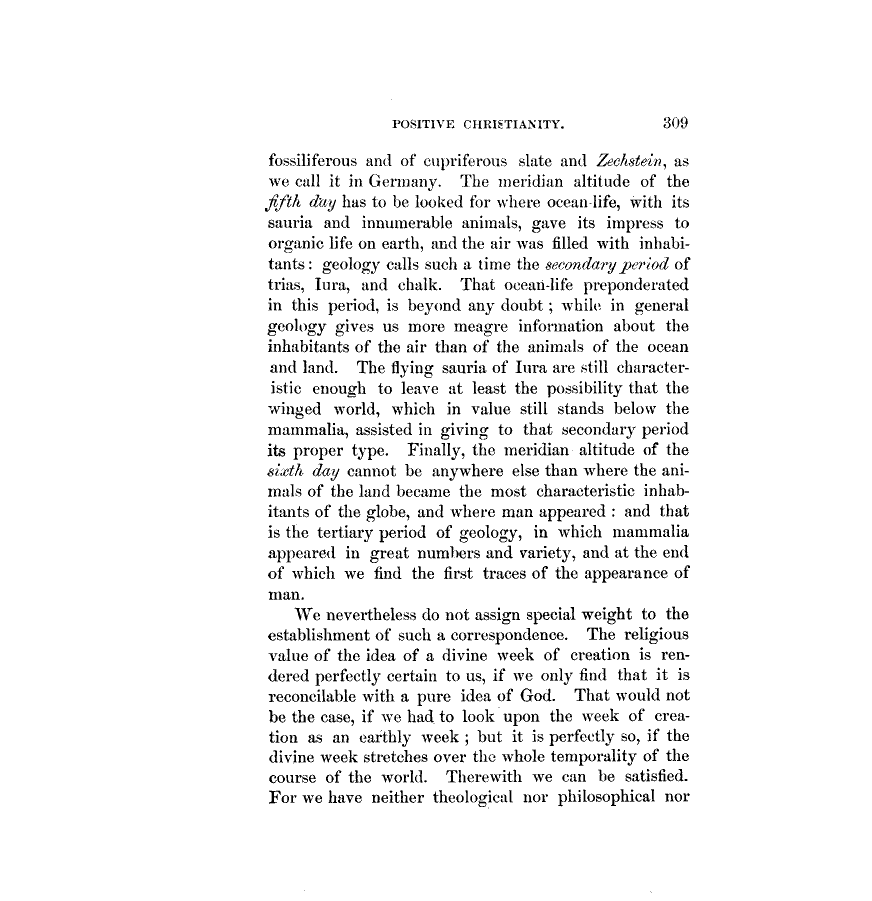 POSITIVE CHRISTIANITY. 309
fossiliferous and of cupriferous slate and Zechstein, as
we call it in Germany. The meridian altitude of the
fifth day has to be looked for where ocean-life, with its
sauria and innumerable animals, gave its impress to
organic life on earth, and the air was filled with inhabi-
tants : geology calls such a time the secondary period of
trias, Iura, and chalk. That ocean-life preponderated
in this period, is beyond any doubt ; while in general
geology gives us more meagre information about the
inhabitants of the air than of the animals of the ocean
and land. The flying sauria of Iura are still character-
istic enough to leave at least the possibility that the
winged world, which in value still stands below the
mammalia, assisted in giving to that secondary period
its proper type. Finally, the meridian altitude of the
sixth day cannot be anywhere else than where the ani-
mals of the land became the most characteristic inhab-
itants of the globe, and where man appeared : and that
is the tertiary period of geology, in which mammalia
appeared in great numbers and variety, and at the end
of which we find the first traces of the appearance of
man.
We nevertheless do not assign special weight to the
establishment of such a correspondence. The religious
value of the idea of a divine week of creation is ren-
dered perfectly certain to us, if we only find that it is
reconcilable with a pure idea of God. That would not
be the case, if we had to look upon the week of crea-
tion as an earthly week ; but it is perfectly so, if the
divine week stretches over the whole temporality of the
course of the world. Therewith we can be satisfied.
For we have neither theological nor philosophical nor